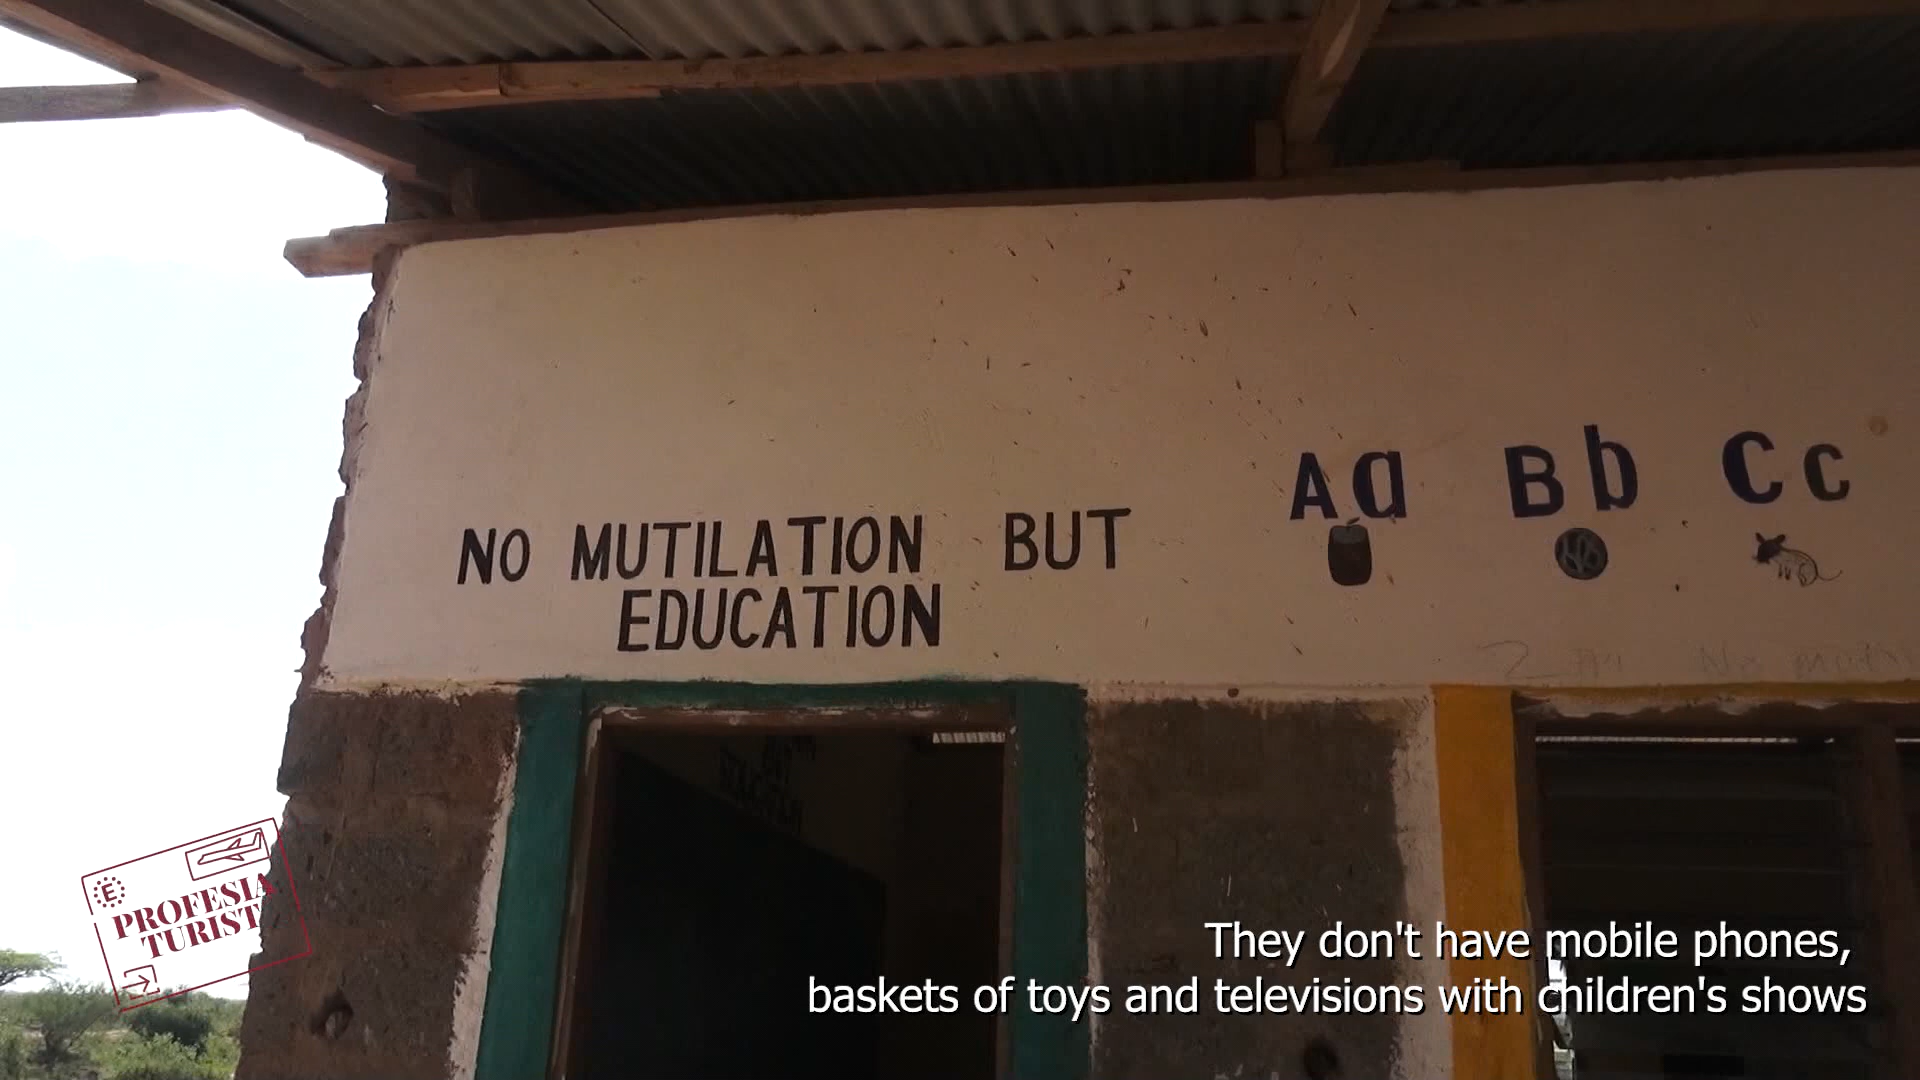 NO MUTILATION BUT
EDUCATION
Aa Bb Cc
E
PROFESIA
TURIST
They don't have mobile phones,
baskets of toys and televisions with children's shows